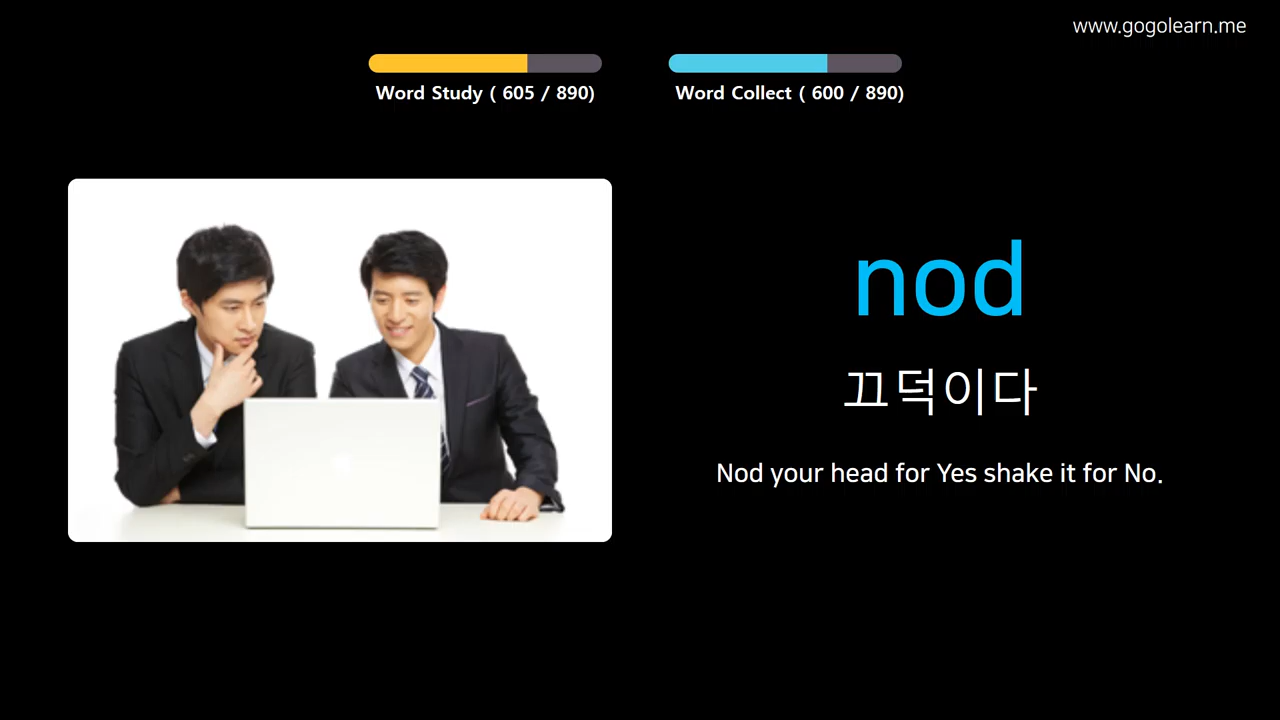 www.gogolearn.me
Word Study ( 605 / 890)
Word Collect ( 600 / 890)
nod
끄덕이다
Nod your head for Yes shake it for No.